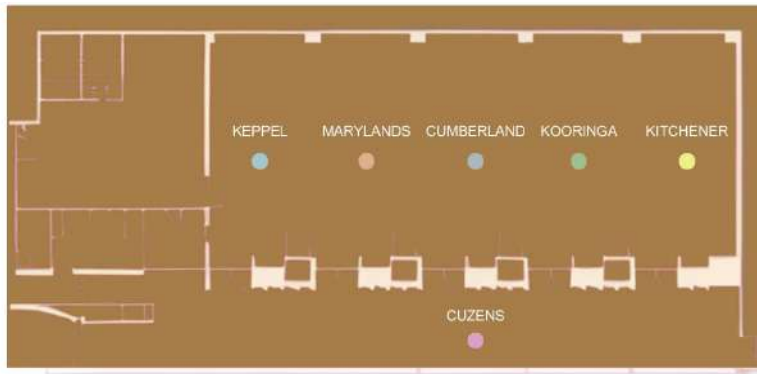 KEPPEL
MARYLANDS
CUMBERLAND
KOORINGA
KITCHENER
CUZENS